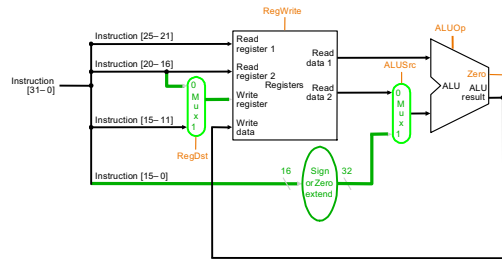 RegWrite
Instruction [25–21]
Read
register 1
Read
data 1
ALUOp
Instruction [20–16]
Read
register 2
Registers
Read
data 2
ALUSrc
Zero
ALU
ALU
result
Instruction
[31–0]
0
M
u
x
1
Write
register
0
M
u
x
1
Instruction [15–11]
Write
data
RegDst
Instruction [15–0]
16
Sign
or Zero
extend
32